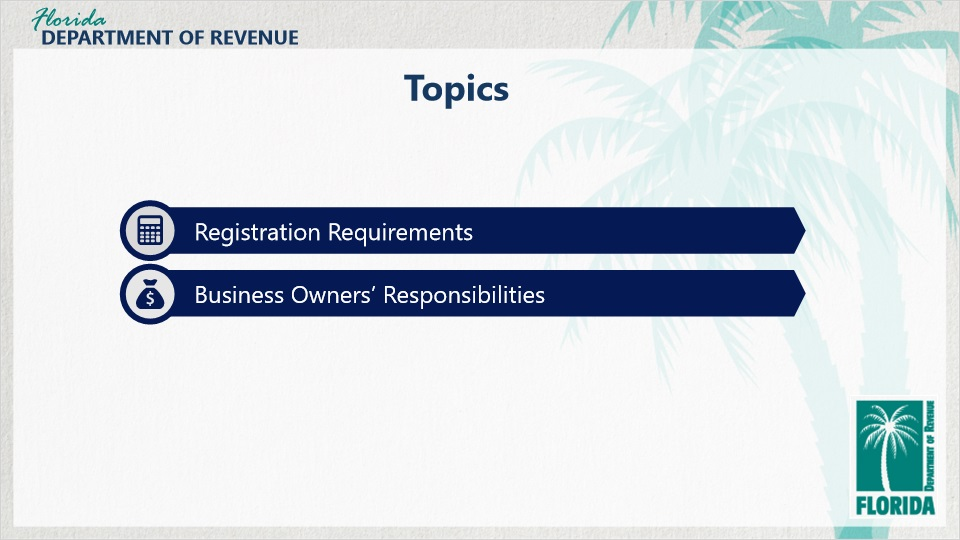 Florida
DEPARTMENT OF REVENUE
Topics
Registration Requirements
$
Business Owners’ Responsibilities
DEPARTMENT OF REVENUE
FLORIDA